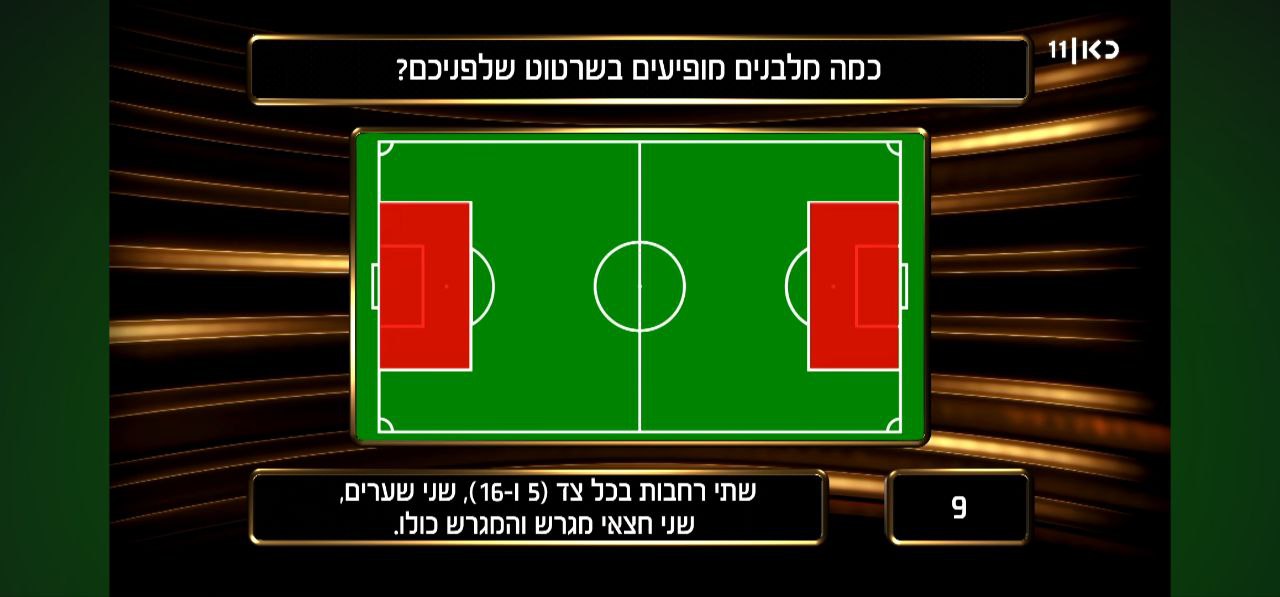 כאן|11
כמה מלבנים מופיעים בשרטוט שלפניכם?
שתי רחבות בכל צד (5 ו-16), שני שערים,
שני חצאי מגרש והמגרש כולו.
9